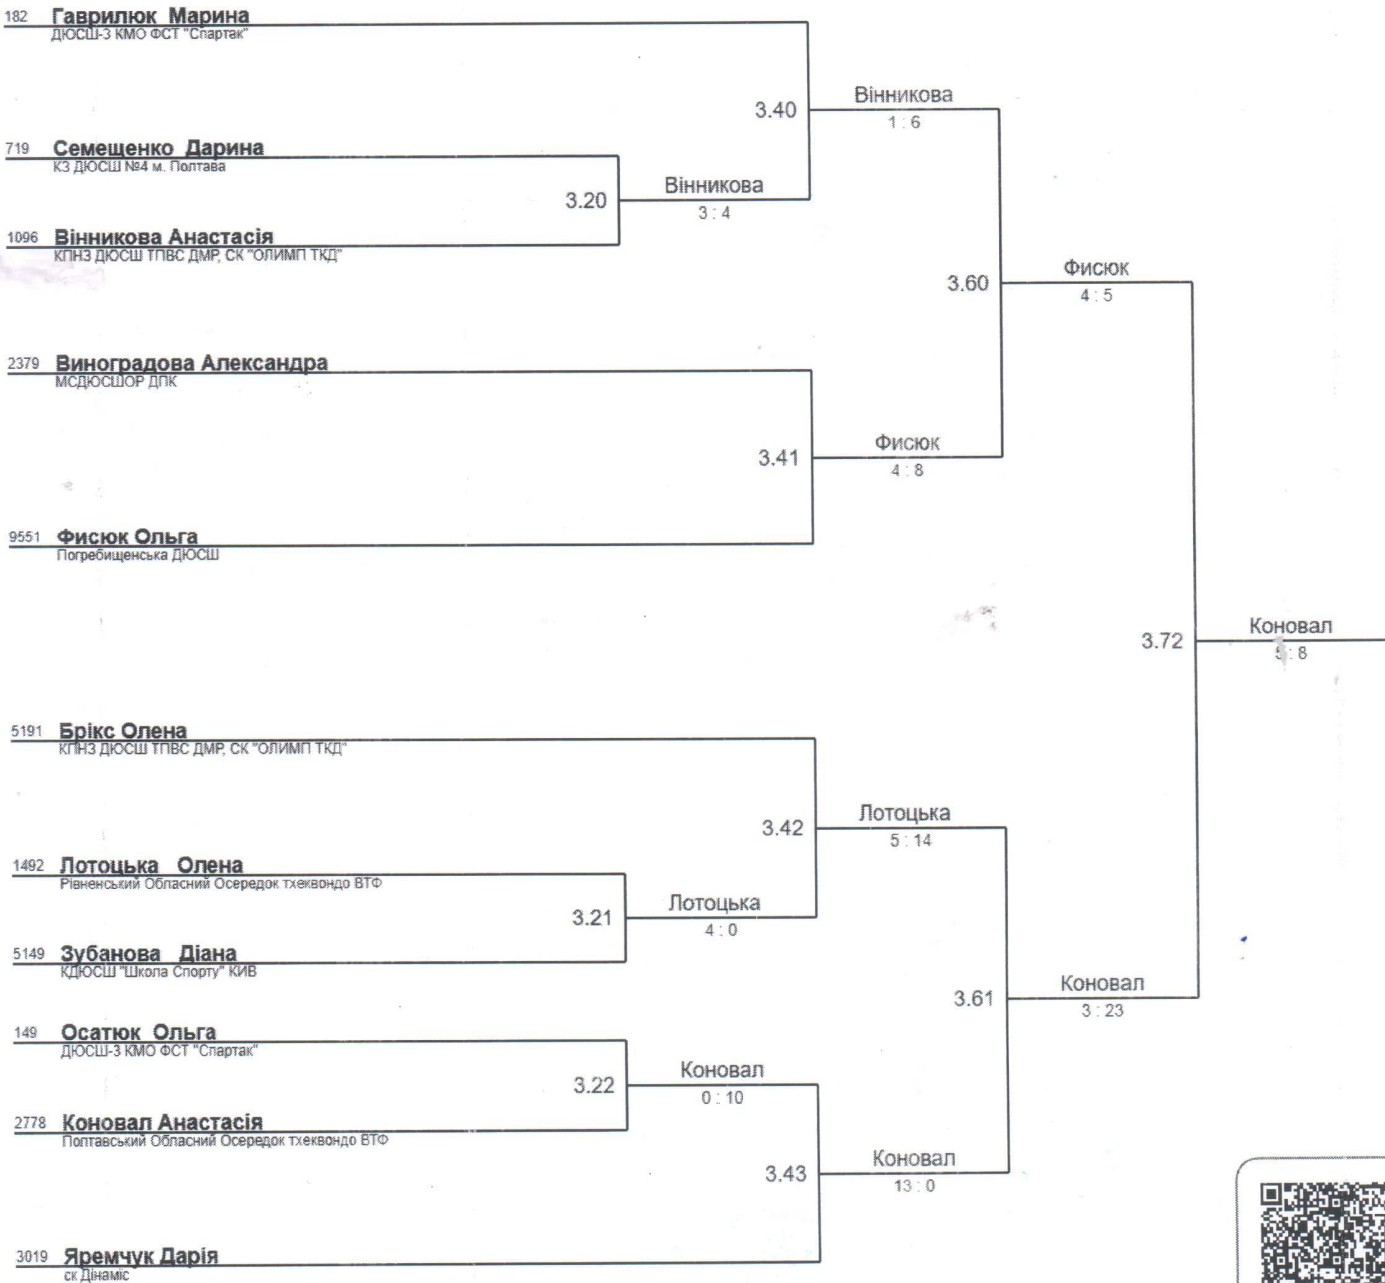 182 Гаврилюк Марина
ДЮСШ-3 КМО ФСТ "Спартак"
3.40
Вінникова
1 : 6
719 Семещенко Дарина
КЗ ДЮСШ №4 м. Полтава
3.20
Вінникова
3 : 4
1096 Вінникова Анастасія
КПНЗ ДЮСШ ТПВС ДМР, СК "ОЛИМП ТКД"
3.60
Фисюк
4 : 5
2379 Виноградова Александра
МСДЮСШОР ДПК
3.41
Фисюк
4 : 8
9551 Фисюк Ольга
Погребищенська ДЮСШ
3.72
Коновал
5 : 8
5191 Брікс Олена
КПНЗ ДЮСШ ТПВС ДМР, СК "ОЛИМП ТКД"
3.42
Лотоцька
5 : 14
1492 Лотоцька Олена
Рівненський Обласний Осередок тхеквондо ВТФ
3.21
Лотоцька
4 : 0
5149 Зубанова Діана
КДЮСШ "Школа Спорту" КИВ
3.61
Коновал
3 : 23
149 Осатюк Ольга
ДЮСШ-3 КМО ФСТ "Спартак"
3.22
Коновал
0 : 10
2778 Коновал Анастасія
Полтавський Обласний Осередок тхеквондо ВТФ
3.43
Коновал
13 : 0
3019 Яремчук Дарія
ск Дінаміс